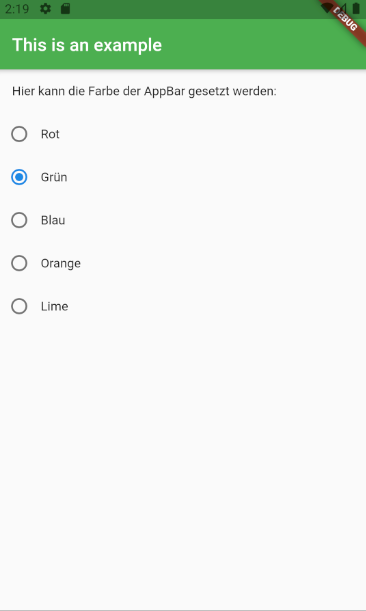 2:19
DEBUG
This is an example
Hier kann die Farbe der AppBar gesetzt werden:
Rot
Grün
Blau
Orange
Lime